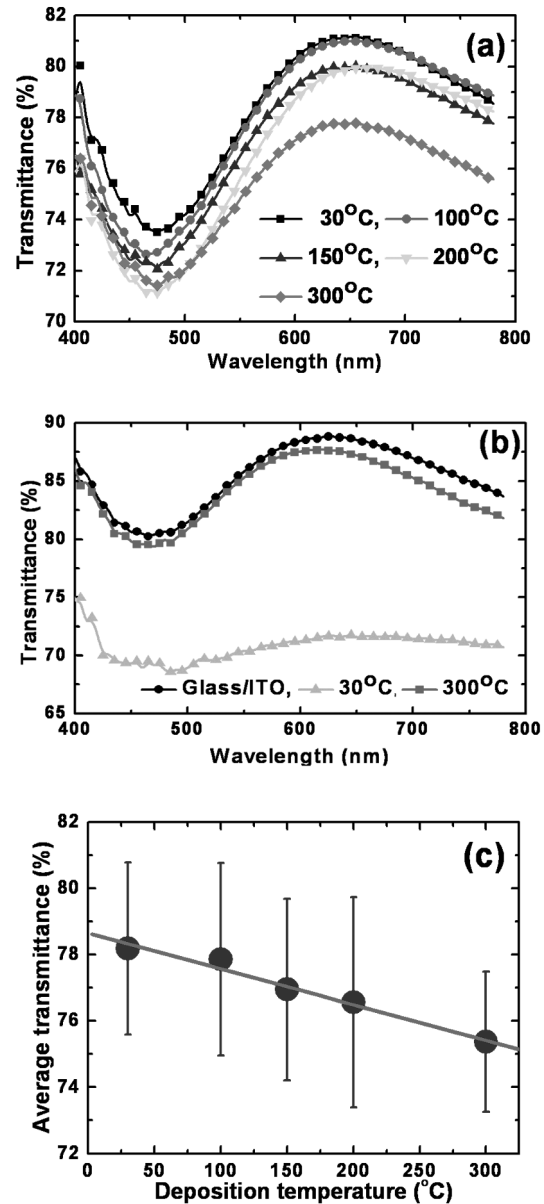 (a)
82
80
78
76
74
72
70
Transmittance (%)
30°C, 100°C
150°C, 200°C
300°C
400 500 600 700 800
Wavelength (nm)
(b)
90
85
80
75
70
65
Transmittance (%)
Glass/ITO, 30°C, 300°C
400 500 600 700 800
Wavelength (nm)
(c)
82
80
78
76
74
72
Average transmittance (%)
0 50 100 150 200 250 300
Deposition temperature (°C)